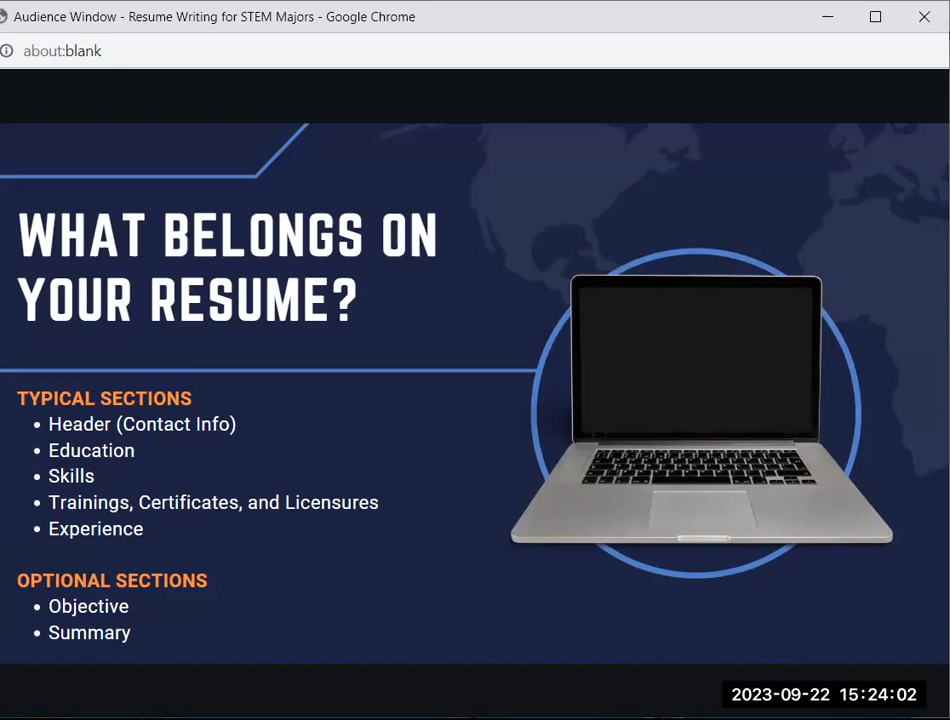 Audience Window - Resume Writing for STEM Majors - Google Chrome
about:blank
WHAT BELONGS ON
YOUR RESUME?
TYPICAL SECTIONS
• Header (Contact Info)
• Education
• Skills
• Trainings, Certificates, and Licensures
• Experience
OPTIONAL SECTIONS
• Objective
• Summary
2023-09-22 15:24:02